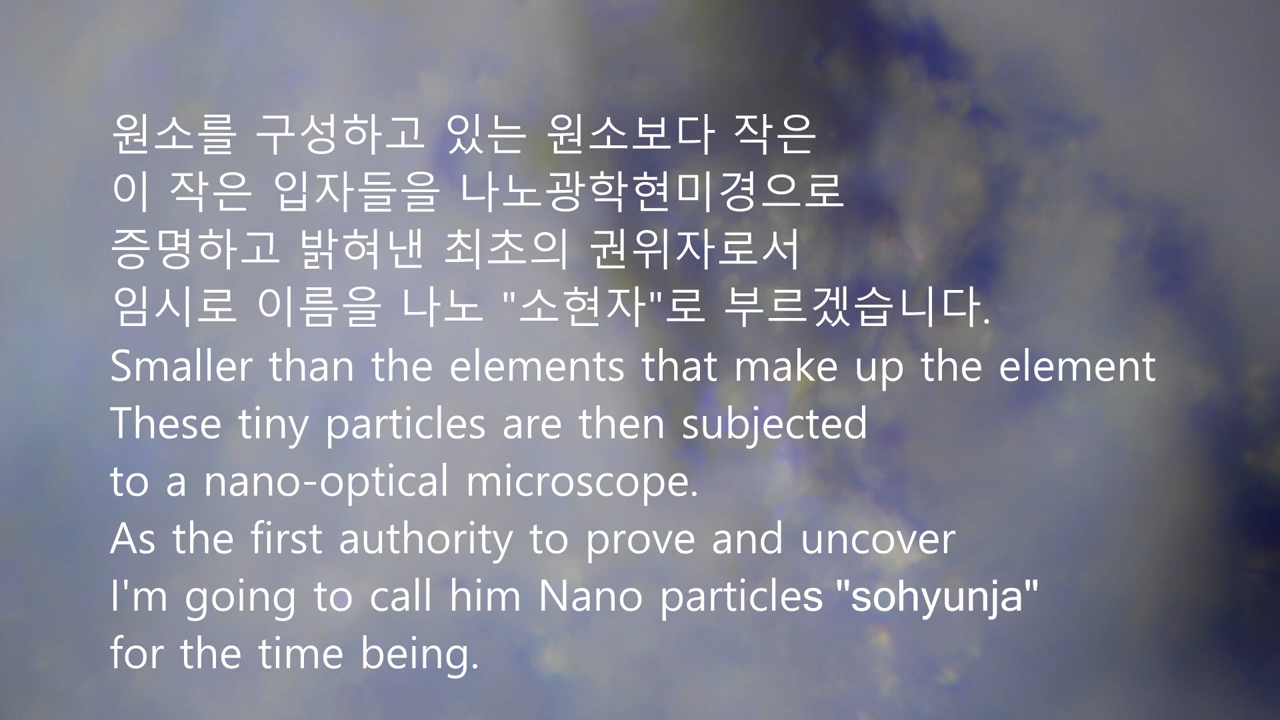 원소를 구성하고 있는 원소보다 작은
이 작은 입자들을 나노광학현미경으로
증명하고 밝혀낸 최초의 권위자로서
임시로 이름을 나노 "소현자"로 부르겠습니다.
Smaller than the elements that make up the element
These tiny particles are then subjected
to a nano-optical microscope.
As the first authority to prove and uncover
I'm going to call him Nano particles "sohyunja"
for the time being.